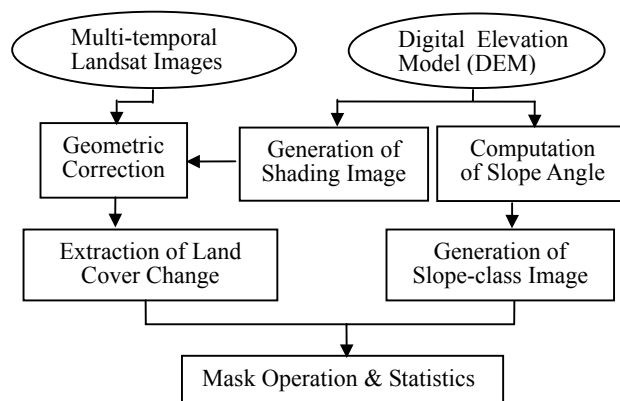 Multi-temporal
Landsat Images
Digital Elevation
Model (DEM)
Geometric
Correction
Generation of
Shading Image
Computation
of Slope Angle
Extraction of Land
Cover Change
Generation of
Slope-class Image
Mask Operation & Statistics